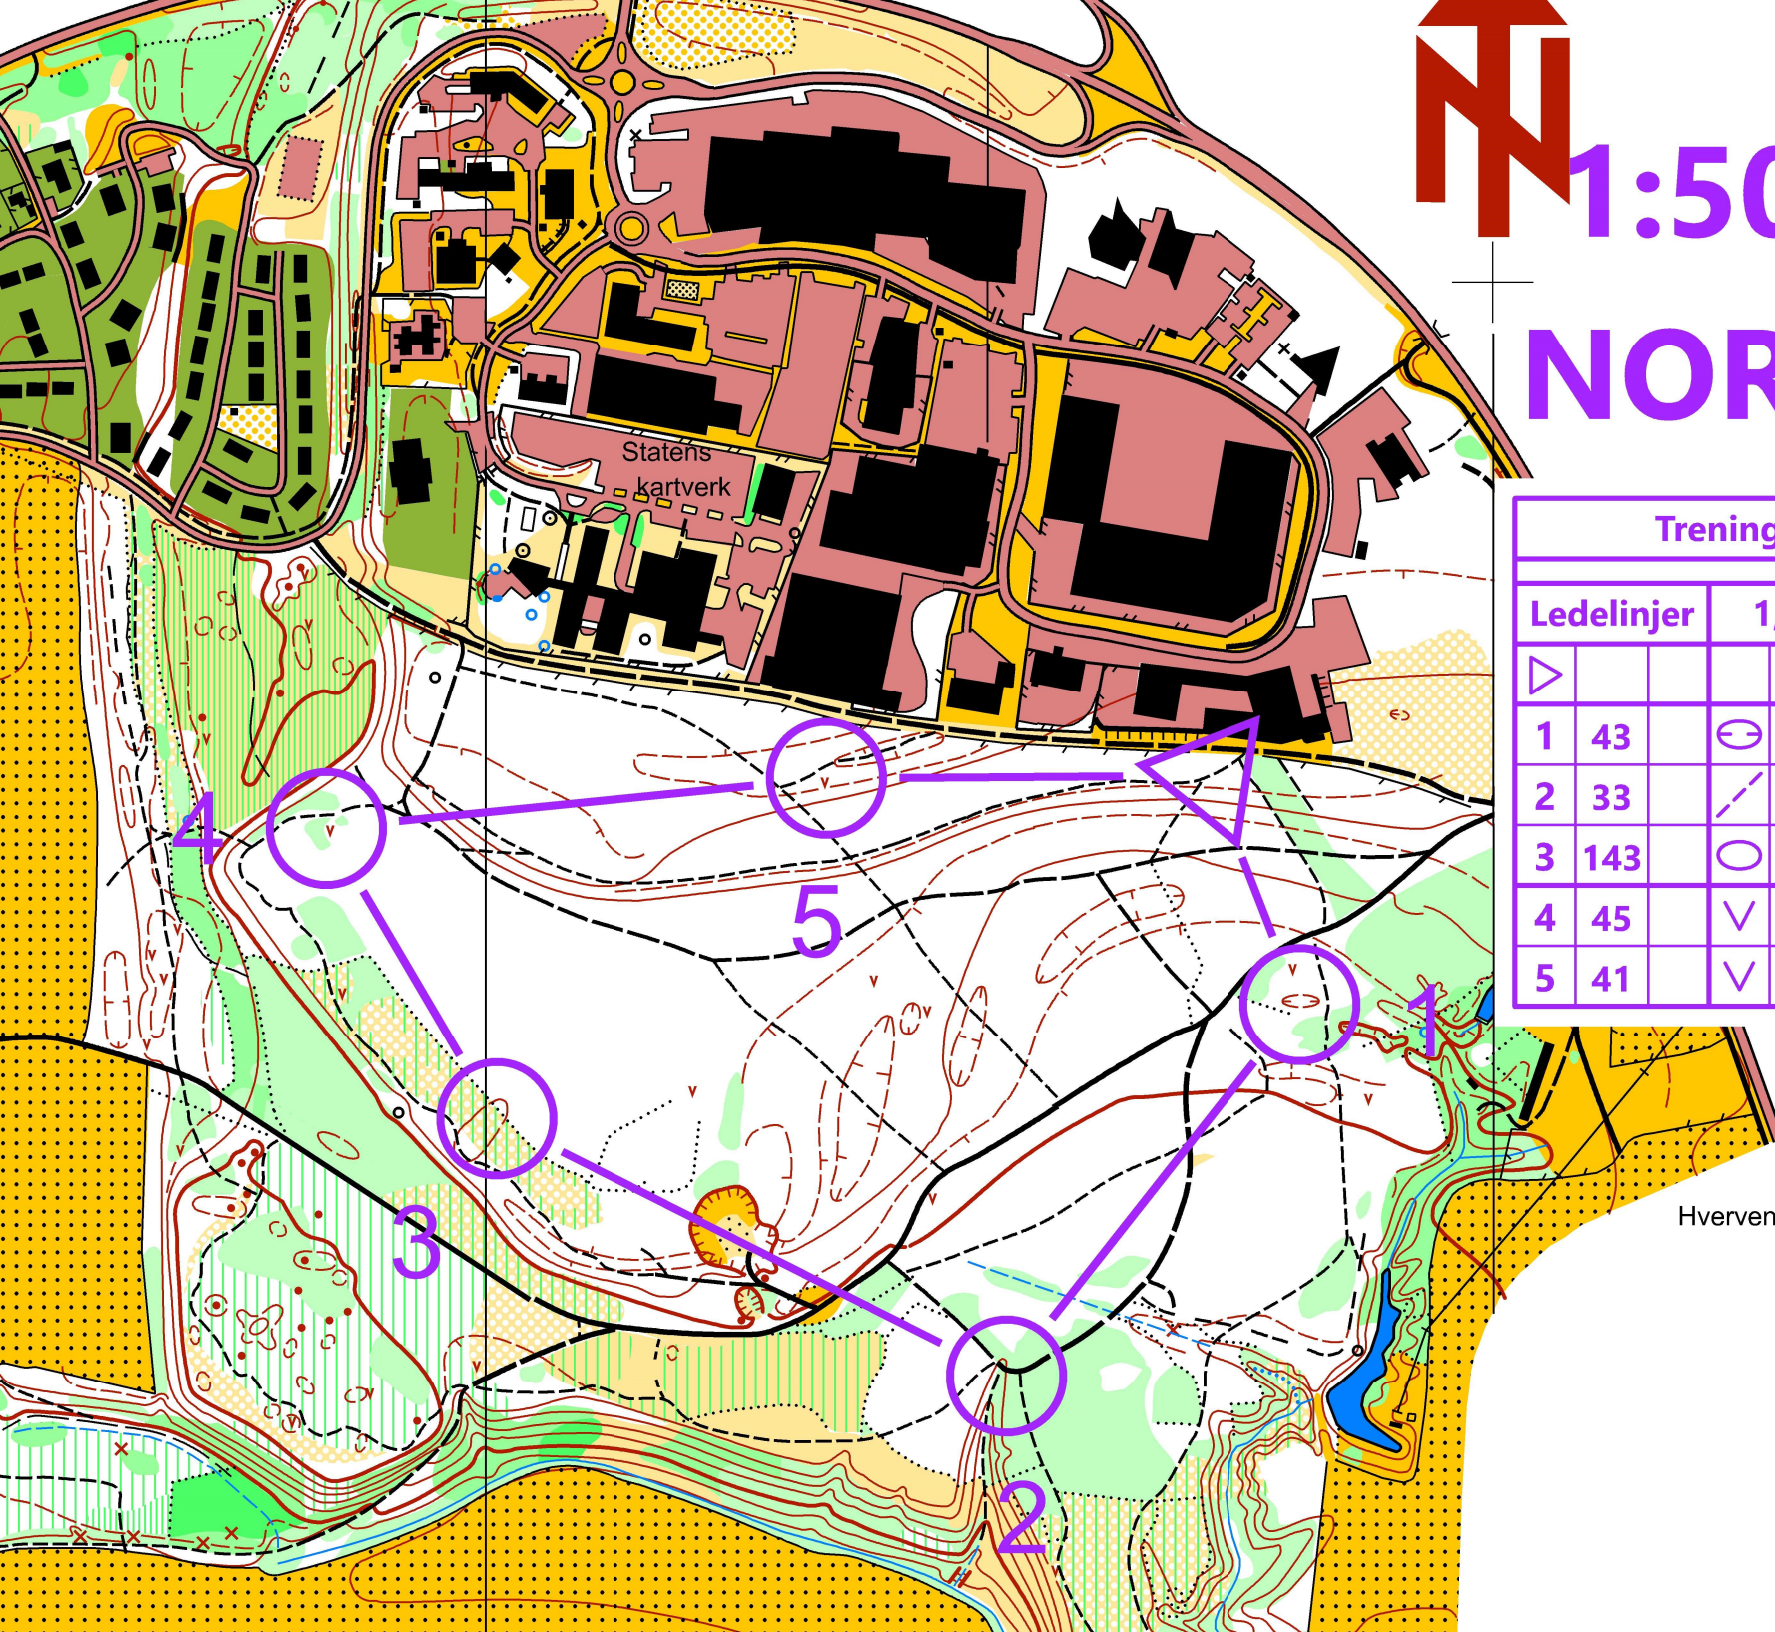 1:50
NOR
Statens
kartverk
Trening
Ledelinjer 1,
1 43
2 33
3 143
4 45
5 41
4
5
1
3
2
Hverven